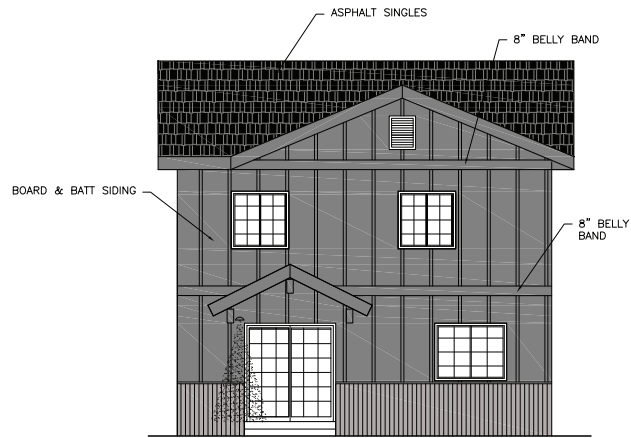 ASPHALT SINGLES
8" BELLY BAND
BOARD & BATT SIDING
8" BELLY
BAND